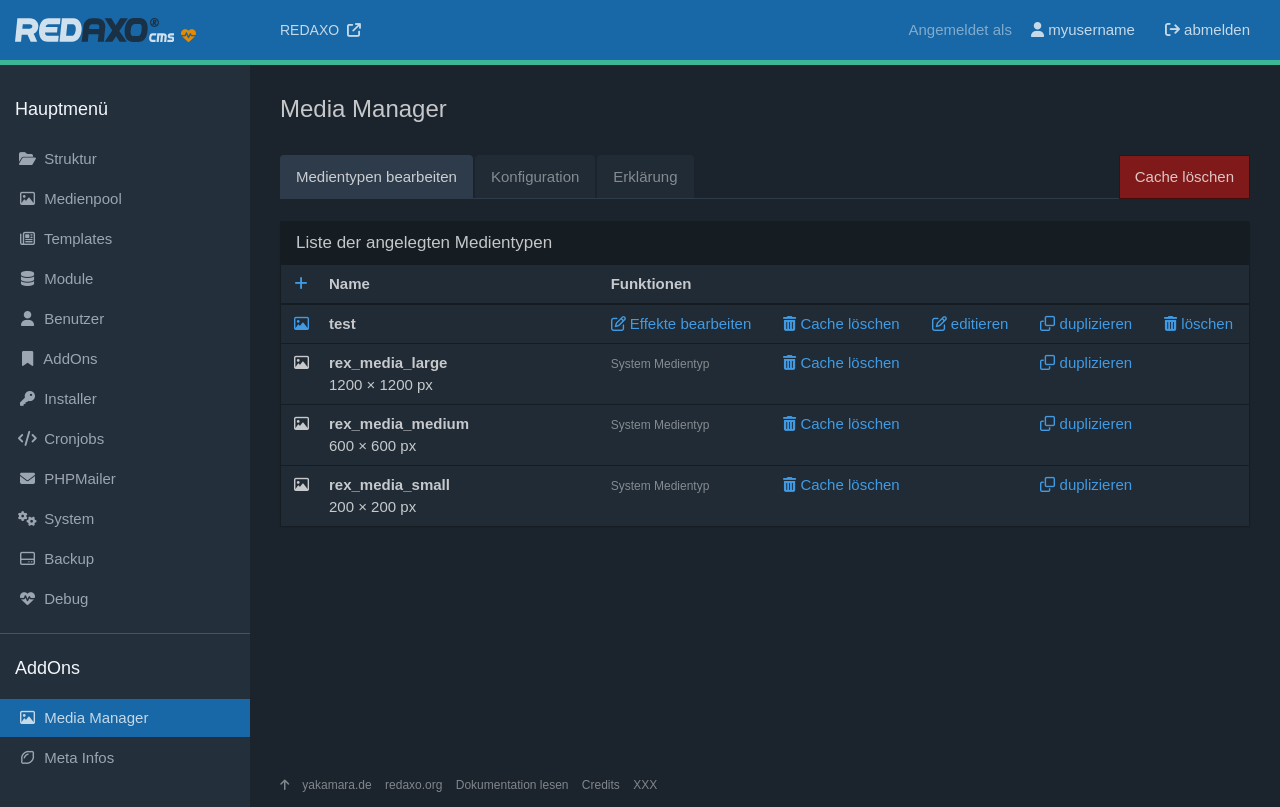 REDAXO® cms
REDAXO
Angemeldet als myusername abmelden
Hauptmenü
Struktur
Medienpool
Templates
Module
Benutzer
AddOns
Installer
Cronjobs
PHPMailer
System
Backup
Debug
AddOns
Media Manager
Meta Infos
Media Manager
Medientypen bearbeiten Konfiguration Erklärung Cache löschen
Liste der angelegten Medientypen
Name Funktionen
test Effekte bearbeiten Cache löschen editieren duplizieren löschen
rex_media_large System Medientyp Cache löschen duplizieren
1200 × 1200 px
rex_media_medium System Medientyp Cache löschen duplizieren
600 × 600 px
rex_media_small System Medientyp Cache löschen duplizieren
200 × 200 px
yakamara.de redaxo.org Dokumentation lesen Credits XXX